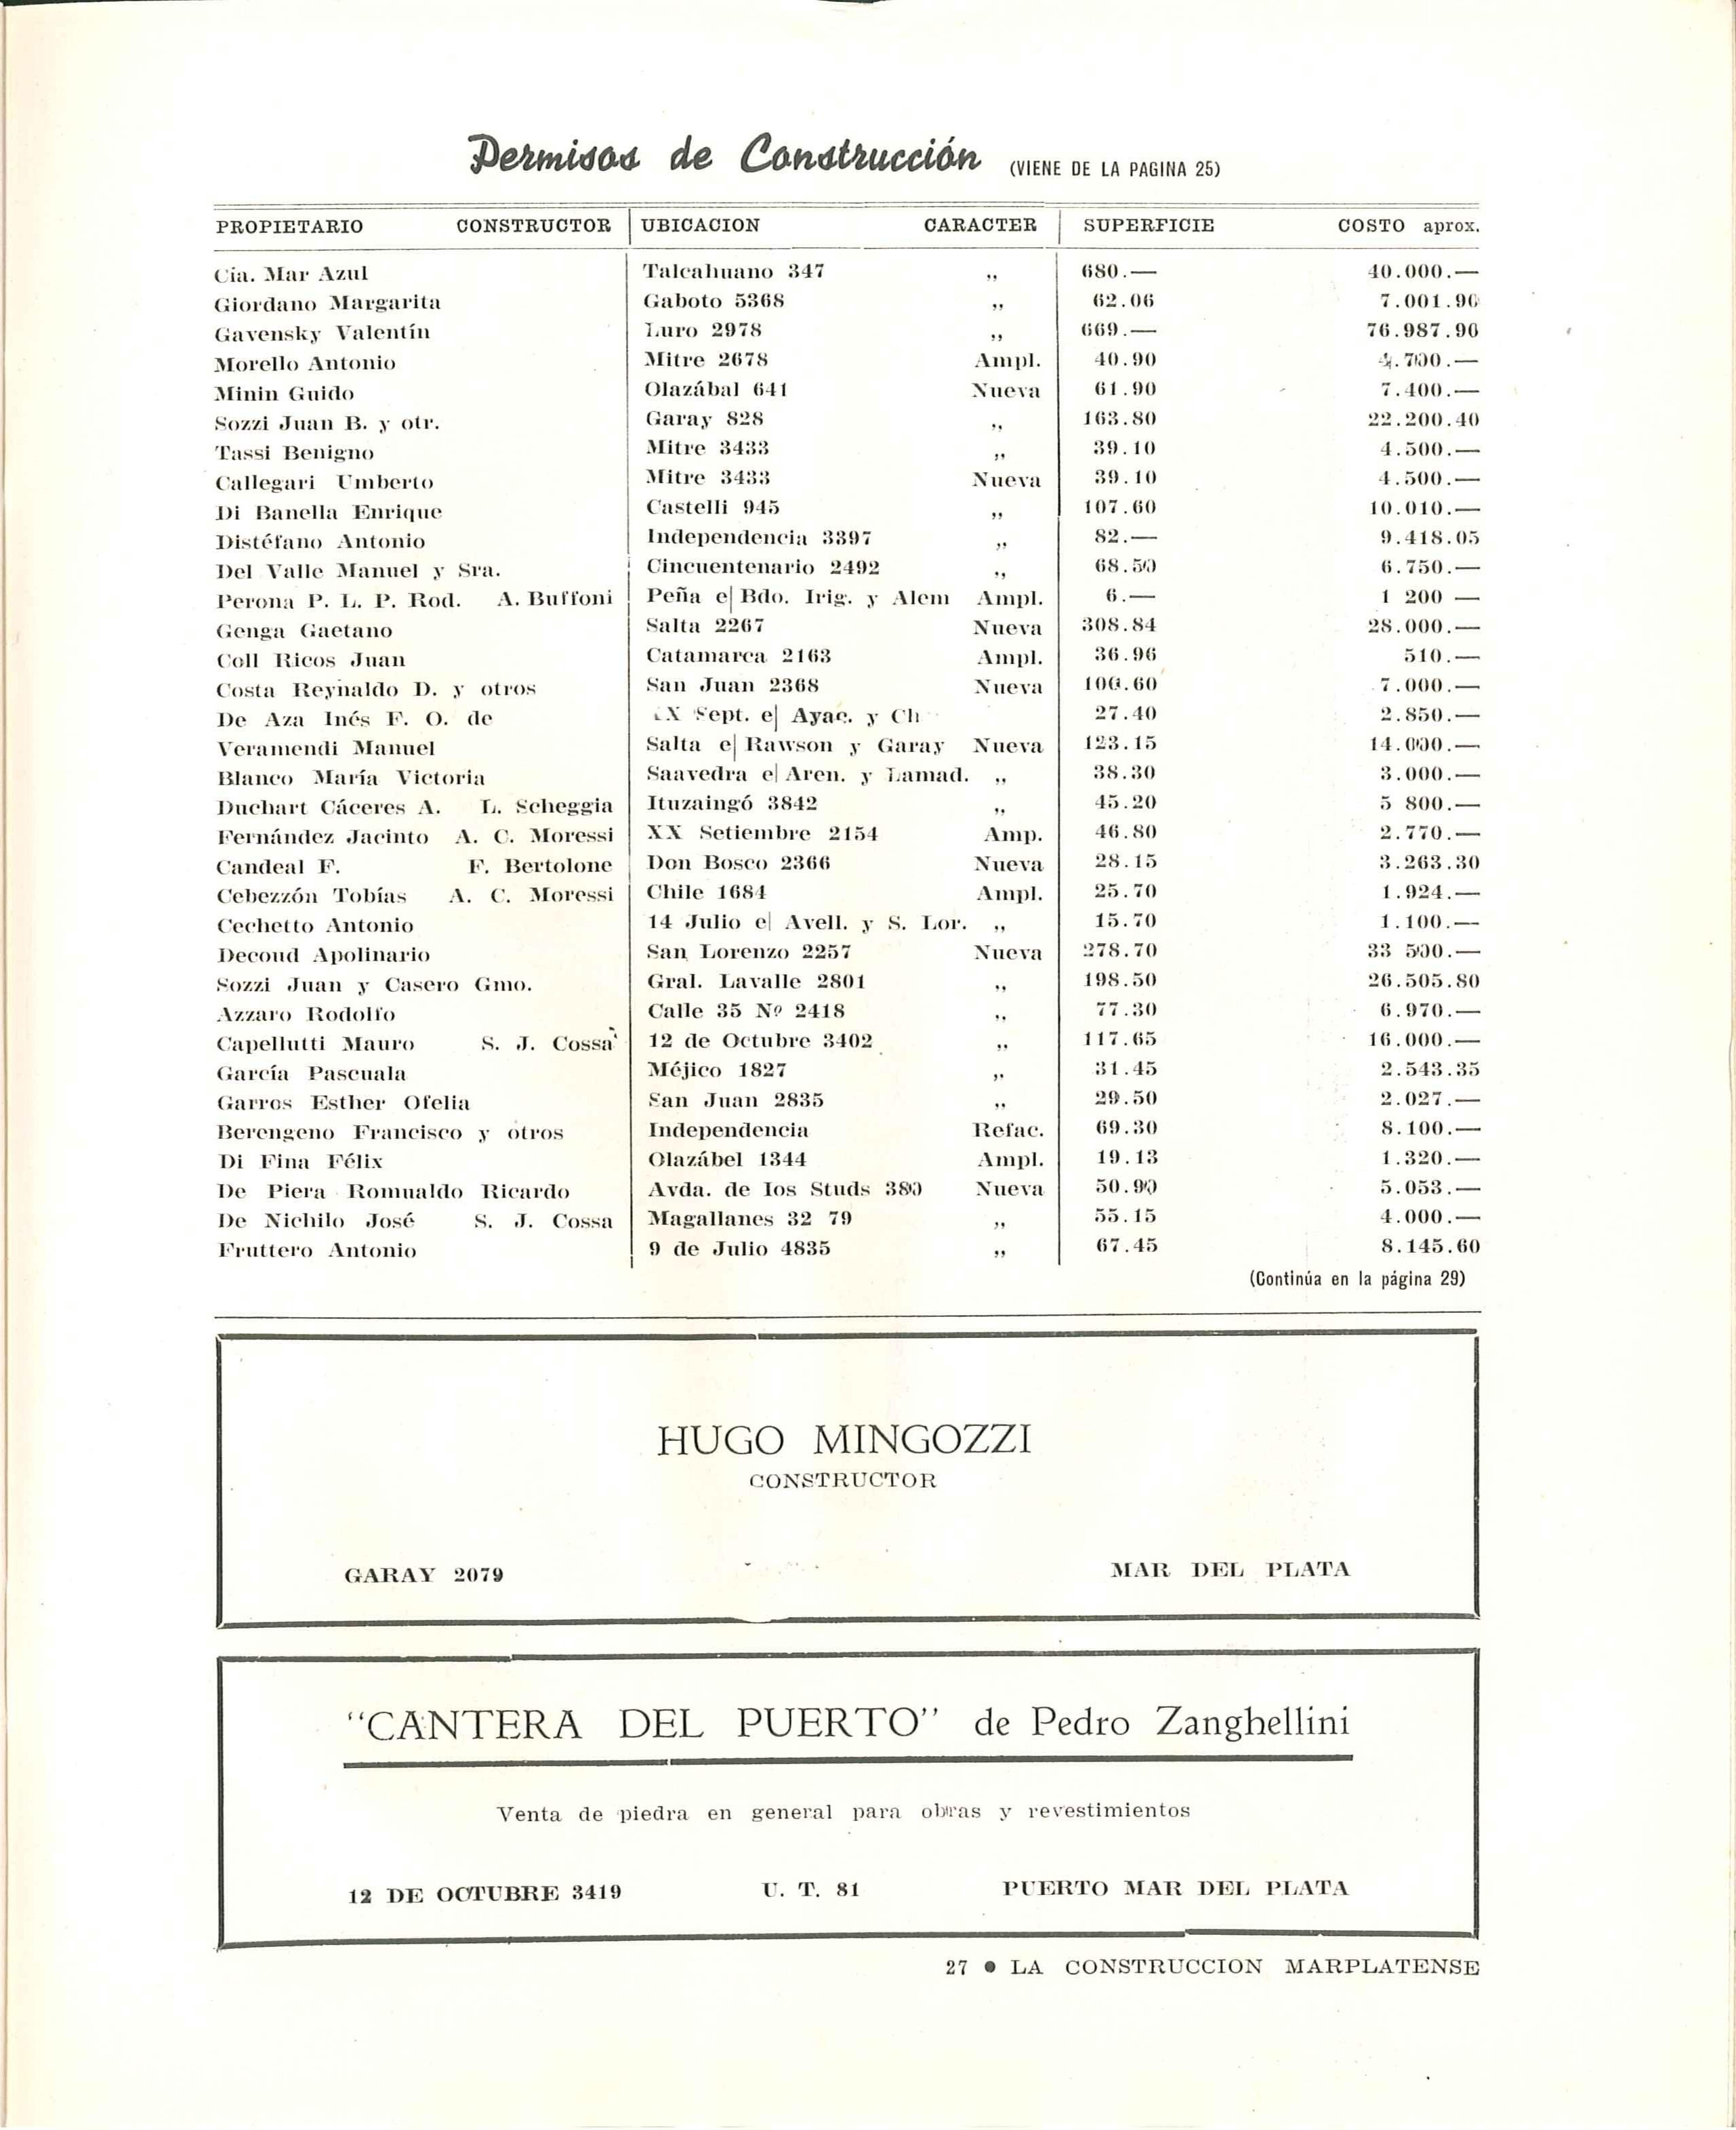 Permisos de Construcción (VIENE DE LA PAGINA 25)
PROPIETARIO CONSTRUCTOR UBICACION CARACTER SUPERFICIE COSTO aprox.
Cía. Mar Azul Talcahuano 347 ,, 680.— 40.000.—
Giordano Margarita Gaboto 5368 ,, 62.06 7.001.90
Gavensky Valentín Luro 2978 ,, 669.— 76.987.90
Morello Antonio Mitre 2678 Ampl. 40.90 4.700.—
Minin Guido Olazábal 641 Nueva 61.90 7.400.—
Sozzi Juan B. y otr. Garay 828 ,, 163.80 22.200.40
Tassi Benigno Mitre 3433 ,, 39.10 4.500.—
Callegari Umberto Mitre 3433 Nueva 39.10 4.500.—
Di Banella Enrique Castelli 945 ,, 107.60 10.010.—
Distéfano Antonio Independencia 3397 ,, 82.— 9.418.05
Del Valle Manuel y Sra. Cincuentenario 2492 ,, 68.50 6.750.—
Perona P. L. P. Rod. A. Buffoni Peña e| Bdo. Irig. y Alem Ampl. 6.— 1 200 —
Genga Gaetano Salta 2267 Nueva 308.84 28.000.—
Coll Ricos Juan Catamarca 2163 Ampl. 36.96 510.—
Costa Reynaldo D. y otros San Juan 2368 Nueva 100.60 7.000.—
De Aza Inés F. O. de X Sept. e| Ayac. y Ch 27.40 2.850.—
Veramendi Manuel Salta e| Rawson y Garay Nueva 123.15 14.000.—
Blanco María Victoria Saavedra e| Aren. y Lamad. ,, 38.30 3.000.—
Duchart Cáceres A. L. Scheggia Ituzaingó 3842 ,, 45.20 5 800.—
Fernández Jacinto A. C. Moressi XX Setiembre 2154 Amp. 46.80 2.770.—
Candeal F. F. Bertolone Don Bosco 2366 Nueva 28.15 3.263.30
Cebezzón Tobías A. C. Moressi Chile 1684 Ampl. 25.70 1.924.—
Cechetto Antonio 14 Julio e| Avell. y S. Lor. ,, 15.70 1.100.—
Decoud Apolinario San Lorenzo 2257 Nueva 278.70 33 500.—
Sozzi Juan y Casero Gmo. Gral. Lavalle 2801 ,, 198.50 26.505.80
Azzaro Rodolfo Calle 35 Nº 2418 ,, 77.30 6.970.—
Capellutti Mauro S. J. Cossa 12 de Octubre 3402 ,, 117.65 16.000.—
García Pascuala Méjico 1827 ,, 31.45 2.543.35
Garros Esther Ofelia San Juan 2835 ,, 29.50 2.027.—
Berengeno Francisco y otros Independencia Refac. 69.30 8.100.—
Di Fina Félix Olazábel 1344 Ampl. 19.13 1.320.—
De Piera Romualdo Ricardo Avda. de los Studs 380 Nueva 50.90 5.053.—
De Nichilo José S. J. Cossa Magallanes 32 79 ,, 55.15 4.000.—
Fruttero Antonio 9 de Julio 4835 ,, 67.45 8.145.60
(Continúa en la página 29)
HUGO MINGOZZI
CONSTRUCTOR
GARAY 2079 MAR DEL PLATA
"CANTERA DEL PUERTO" de Pedro Zanghellini
Venta de piedra en general para obras y revestimientos
12 DE OCTUBRE 3419 U. T. 81 PUERTO MAR DEL PLATA
27 ● LA CONSTRUCCION MARPLATENSE